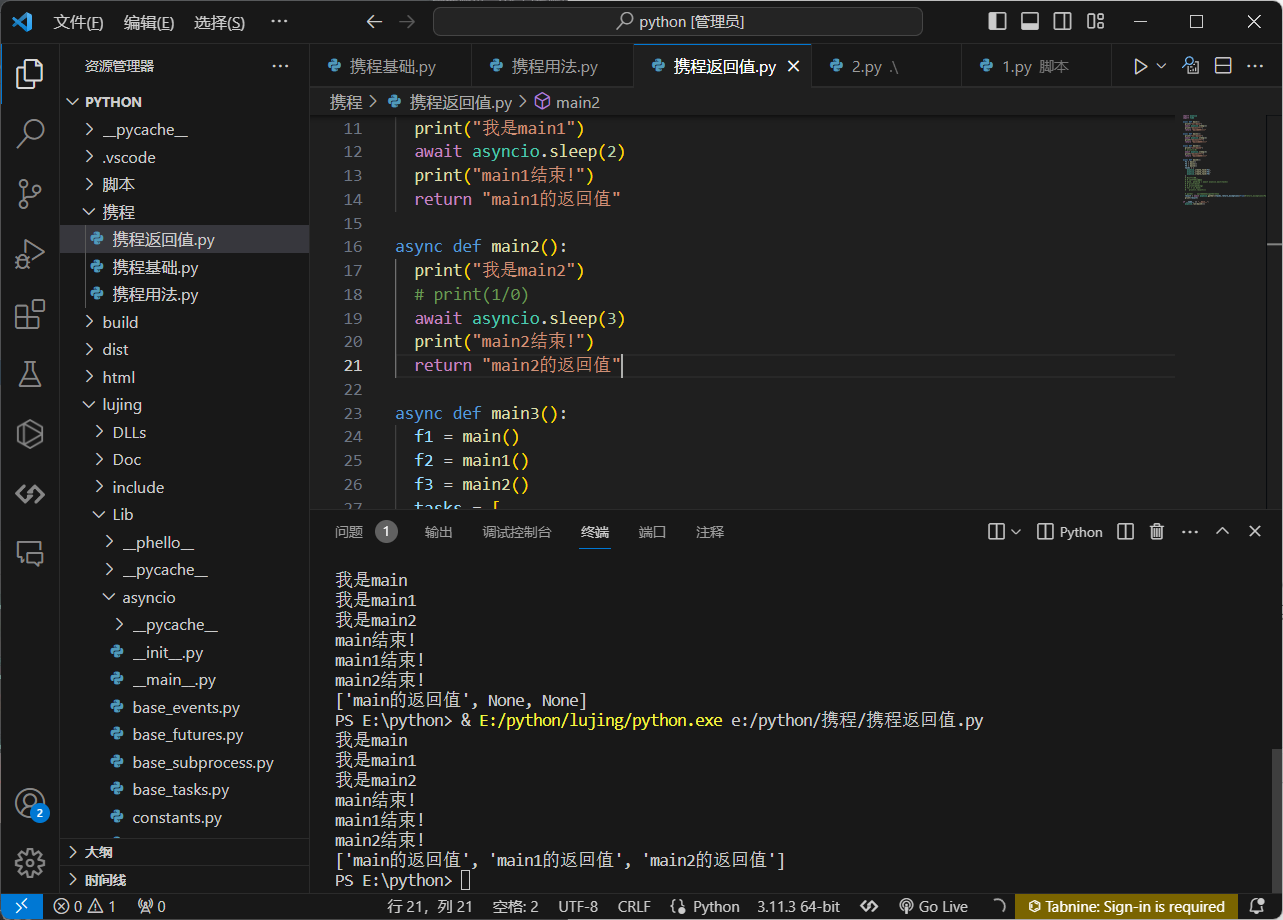 文件(F) 编辑(E) 选择(S) ··· python [管理员]
资源管理器 ···
携程基础.py 携程用法.py 携程返回值.py 2.py .\ 1.py 脚本
携程 > 携程返回值.py > main2
PYTHON
__pycache__
.vscode
脚本
携程
携程返回值.py
携程基础.py
携程用法.py
build
dist
html
lujing
DLLs
Doc
include
Lib
__phello__
__pycache__
asyncio
__pycache__
__init__.py
__main__.py
base_events.py
base_futures.py
base_subprocess.py
base_tasks.py
constants.py
大纲
时间线
11 print("我是main1")
12 await asyncio.sleep(2)
13 print("main1结束!")
14 return "main1的返回值"
15
16 async def main2():
17 print("我是main2")
18 # print(1/0)
19 await asyncio.sleep(3)
20 print("main2结束!")
21 return "main2的返回值"
22
23 async def main3():
24 f1 = main()
25 f2 = main1()
26 f3 = main2()
27 tasks = [
问题 1 输出 调试控制台 终端 端口 注释 Python
我是main
我是main1
我是main2
main结束!
main1结束!
main2结束!
['main的返回值', None, None]
PS E:\python> & E:/python/lujing/python.exe e:/python/携程/携程返回值.py
我是main
我是main1
我是main2
main结束!
main1结束!
main2结束!
['main的返回值', 'main1的返回值', 'main2的返回值']
PS E:\python>
2
0 1 0 行 21，列 21 空格: 2 UTF-8 CRLF Python 3.11.3 64-bit Go Live Tabnine: Sign-in is required